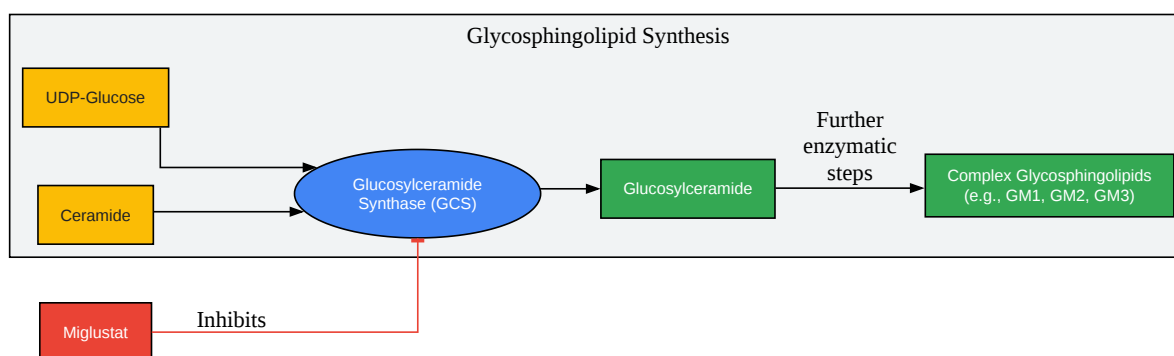 Glycosphingolipid Synthesis
UDP-Glucose
Ceramide
Glucosylceramide
Synthase (GCS)
Glucosylceramide
Further
enzymatic
steps
Complex Glycosphingolipids
(e.g., GM1, GM2, GM3)
Miglustat
Inhibits